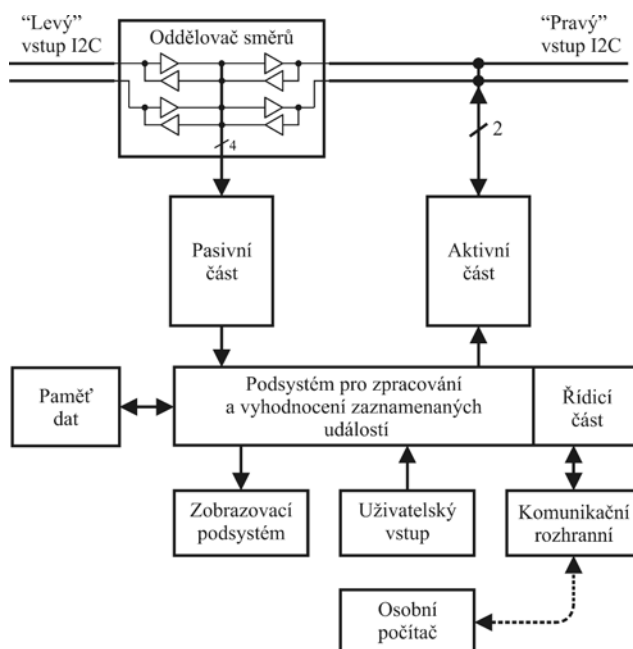 “Levý”
vstup I2C
Oddělovač směrů
“Pravý”
vstup I2C
4
2
Pasivní
část
Aktivní
část
Paměť
dat
Podsystém pro zpracování
a vyhodnocení zaznamenaných
událostí
Řídicí
část
Zobrazovací
podsystém
Uživatelský
vstup
Komunikační
rozhranní
Osobní
počítač